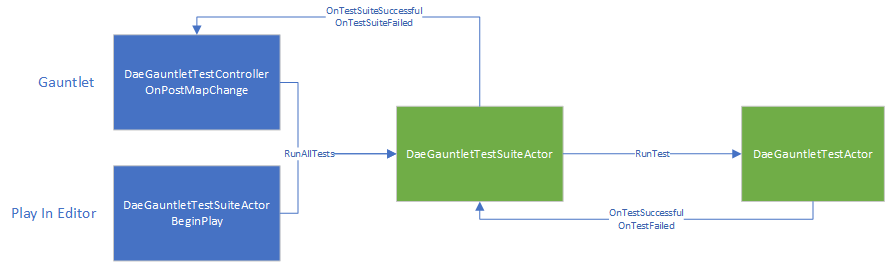 OnTestSuiteSuccessful
OnTestSuiteFailed
Gauntlet
DaeGauntletTestController
OnPostMapChange
RunAllTests
DaeGauntletTestSuiteActor
RunTest
DaeGauntletTestActor
Play In Editor
DaeGauntletTestSuiteActor
BeginPlay
OnTestSuccessful
OnTestFailed